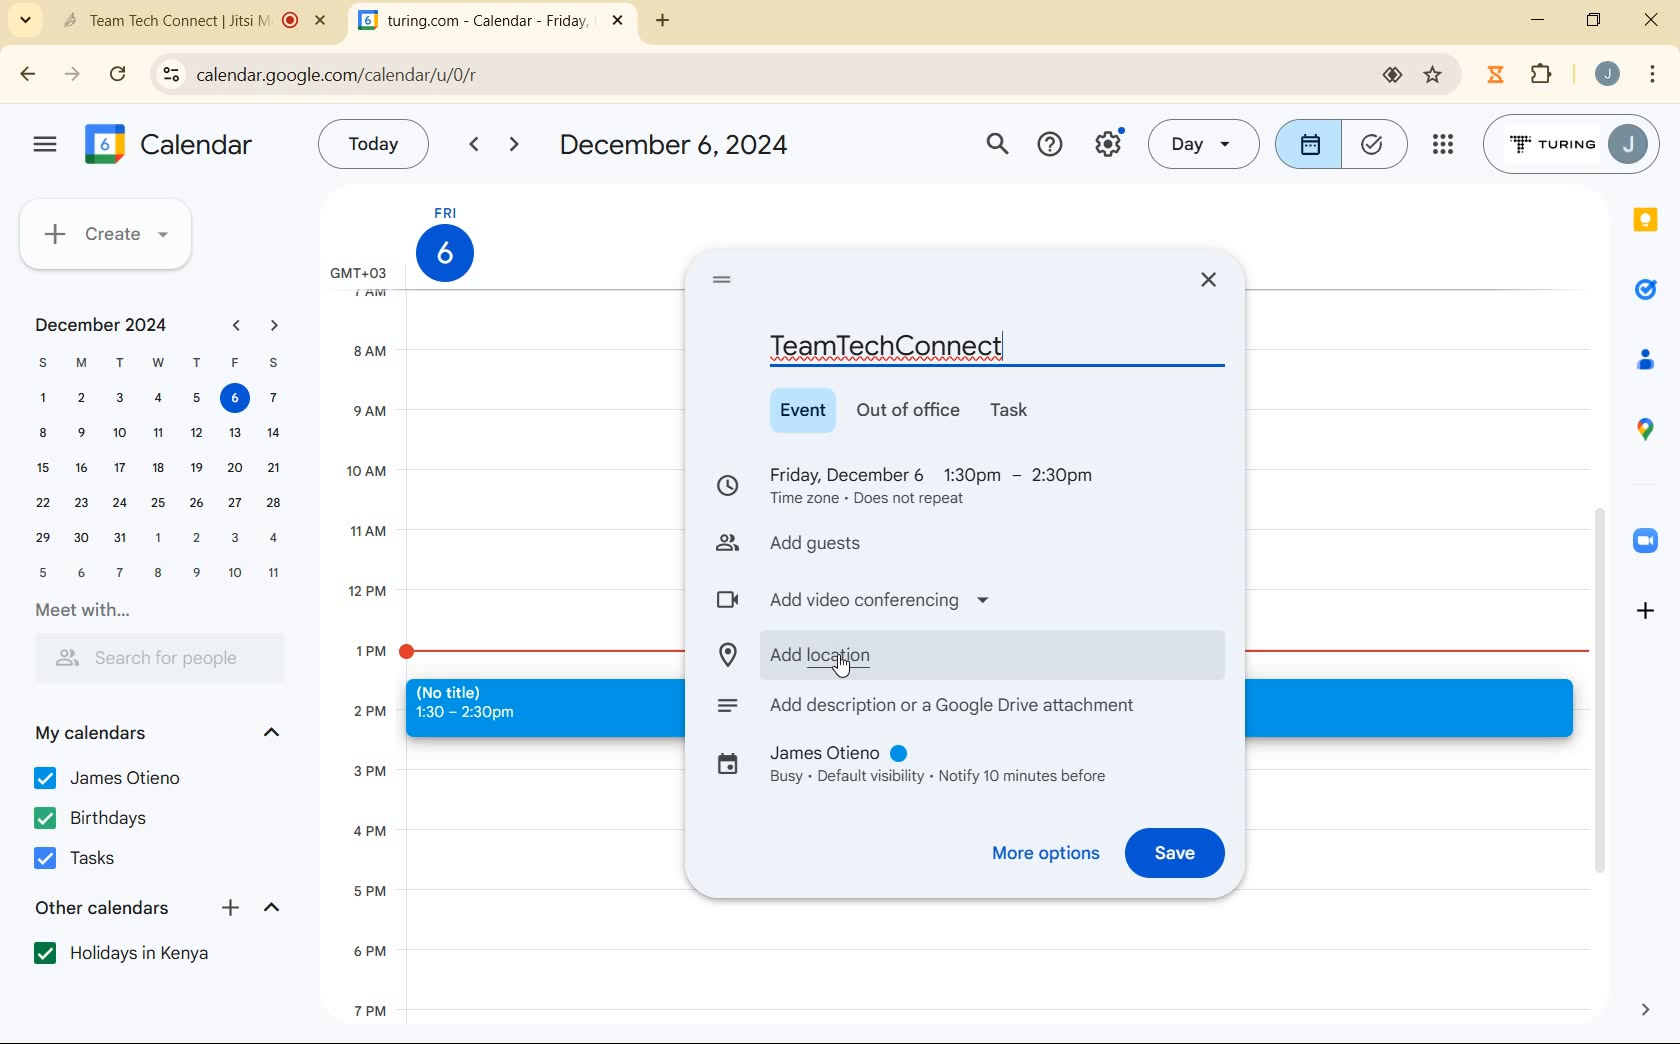 Team Tech Connect | Jitsi M
turing.com - Calendar - Friday,
calendar.google.com/calendar/u/0/r
J
6
Calendar
Today
December 6, 2024
Day
TURING
J
Create
FRI
6
GMT+03
7 AM
8 AM
9 AM
10 AM
11 AM
12 PM
1 PM
2 PM
3 PM
4 PM
5 PM
6 PM
7 PM
December 2024
S M T W T F S
1 2 3 4 5 6 7
8 9 10 11 12 13 14
15 16 17 18 19 20 21
22 23 24 25 26 27 28
29 30 31 1 2 3 4
5 6 7 8 9 10 11
Meet with...
Search for people
My calendars
James Otieno
Birthdays
Tasks
Other calendars
Holidays in Kenya
(No title)
1:30 – 2:30pm
TeamTechConnect
Event Out of office Task
Friday, December 6 1:30pm – 2:30pm
Time zone • Does not repeat
Add guests
Add video conferencing
Add location
Add description or a Google Drive attachment
James Otieno
Busy • Default visibility • Notify 10 minutes before
More options
Save